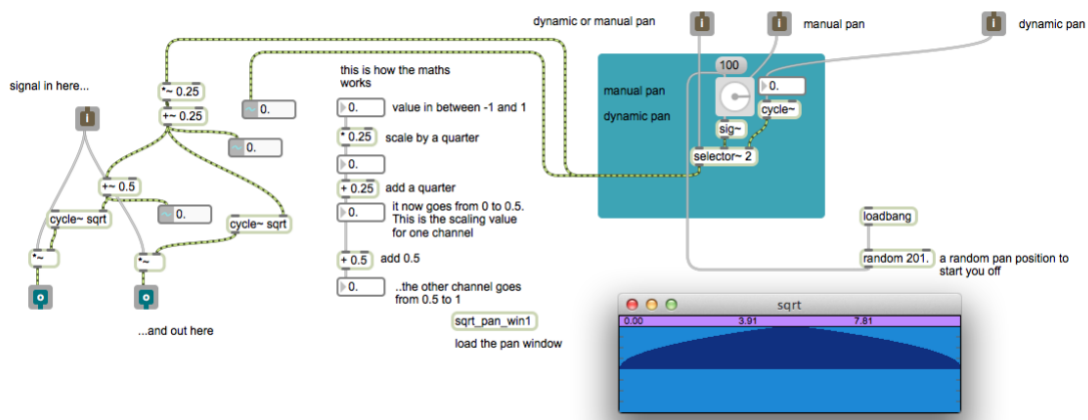 dynamic or manual pan
i
i
manual pan
i
dynamic pan
signal in here...
i
*~ 0.25
+~ 0.25
~ 0.
~ 0.
+~ 0.5
~ 0.
cycle~ sqrt
cycle~ sqrt
*~
*~
o
o
...and out here
this is how the maths
works
0.
value in between -1 and 1
* 0.25
scale by a quarter
0.
+ 0.25
add a quarter
0.
it now goes from 0 to 0.5.
This is the scaling value
for one channel
+ 0.5
add 0.5
0.
..the other channel goes
from 0.5 to 1
sqrt_pan_win1
load the pan window
100
manual pan
0.
dynamic pan
cycle~
sig~
selector~ 2
loadbang
random 201.
a random pan position to
start you off
sqrt
0.00
3.91
7.81